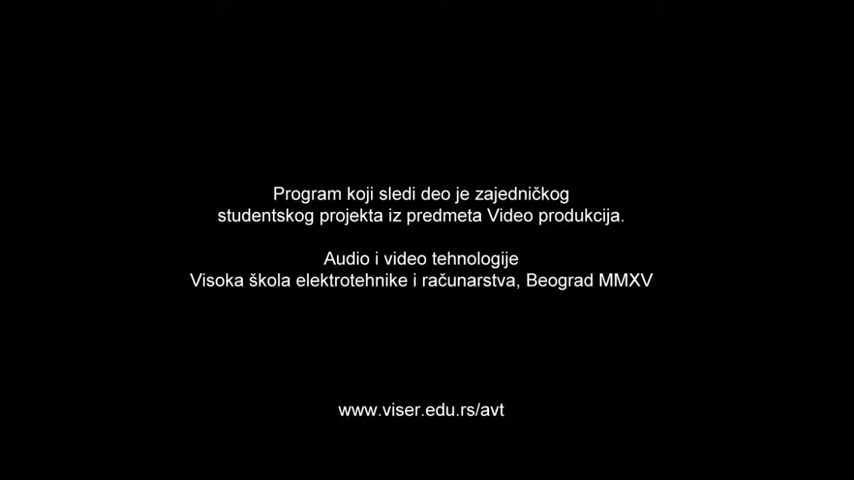 Program koji sledi deo je zajedničkog
studentskog projekta iz predmeta Video produkcija.
Audio i video tehnologije
Visoka škola elektrotehnike i računarstva, Beograd MMXV
www.viser.edu.rs/avt